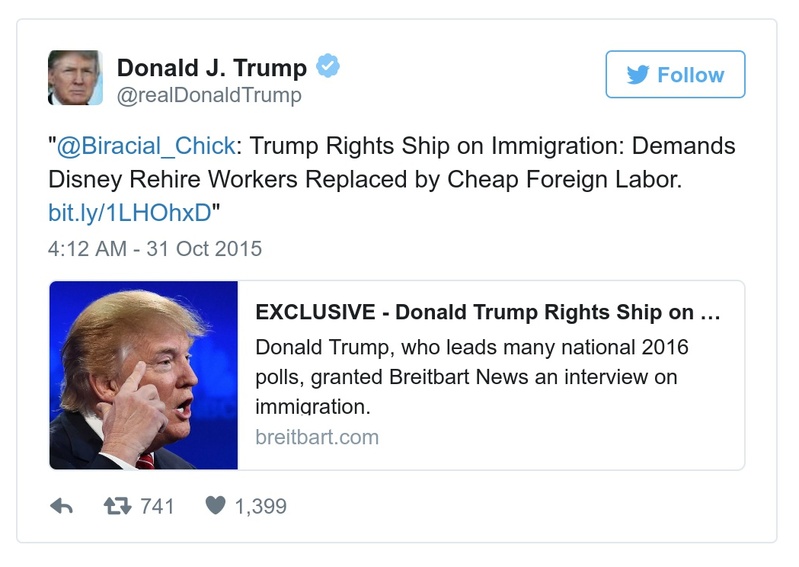 Donald J. Trump
@realDonaldTrump
Follow
"@Biracial_Chick: Trump Rights Ship on Immigration: Demands
Disney Rehire Workers Replaced by Cheap Foreign Labor.
bit.ly/1LHOhxD"
4:12 AM - 31 Oct 2015
EXCLUSIVE - Donald Trump Rights Ship on ...
Donald Trump, who leads many national 2016
polls, granted Breitbart News an interview on
immigration.
breitbart.com
741 1,399